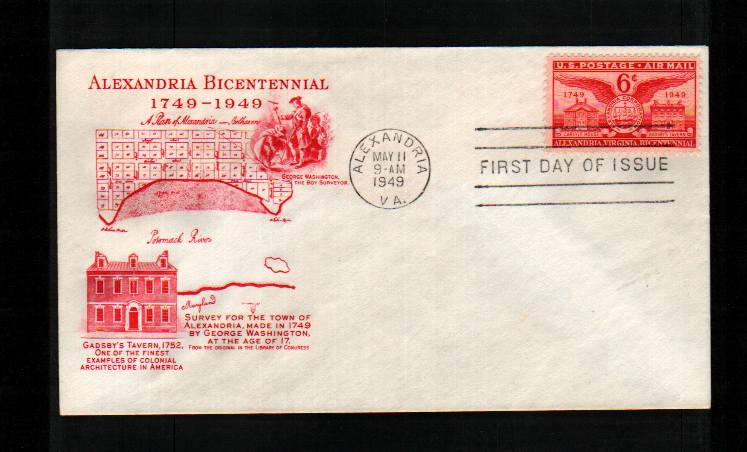 ALEXANDRIA BICENTENNIAL
1749-1949
A Plan of Alexandria
GEORGE WASHINGTON,
THE BOY SURVEYOR.
Potomack River
Maryland
SURVEY FOR THE TOWN OF
ALEXANDRIA, MADE IN 1749
BY GEORGE WASHINGTON,
AT THE AGE OF 17.
FROM THE ORIGINAL IN THE LIBRARY OF CONGRESS
GADSBY'S TAVERN, 1752.
ONE OF THE FINEST
EXAMPLES OF COLONIAL
ARCHITECTURE IN AMERICA
ALEXANDRIA
MAY 11
9-AM
1949
VA.
U.S. POSTAGE · AIR MAIL
6¢
1749 1949
CARLYLE HOUSE GADSBY'S TAVERN
ALEXANDRIA, VIRGINIA, BICENTENNIAL
FIRST DAY OF ISSUE